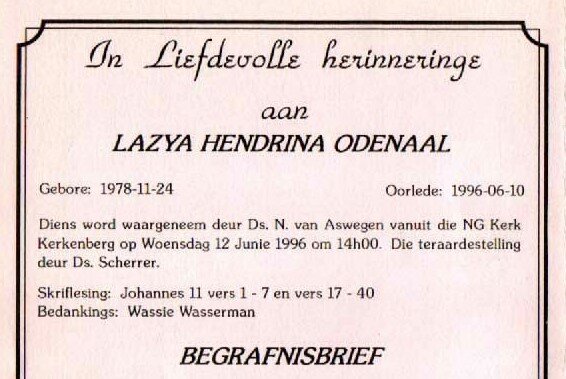 In Liefdevolle herinneringe
aan
LAZYA HENDRINA ODENAAL
Gebore: 1978-11-24 Oorlede: 1996-06-10
Diens word waargeneem deur Ds. N. van Aswegen vanuit die NG Kerk
Kerkenberg op Woensdag 12 Junie 1996 om 14h00. Die teraardestelling
deur Ds. Scherrer.
Skriflesing: Johannes 11 vers 1 - 7 en vers 17 - 40
Bedankings: Wassie Wasserman
BEGRAFNISBRIEF